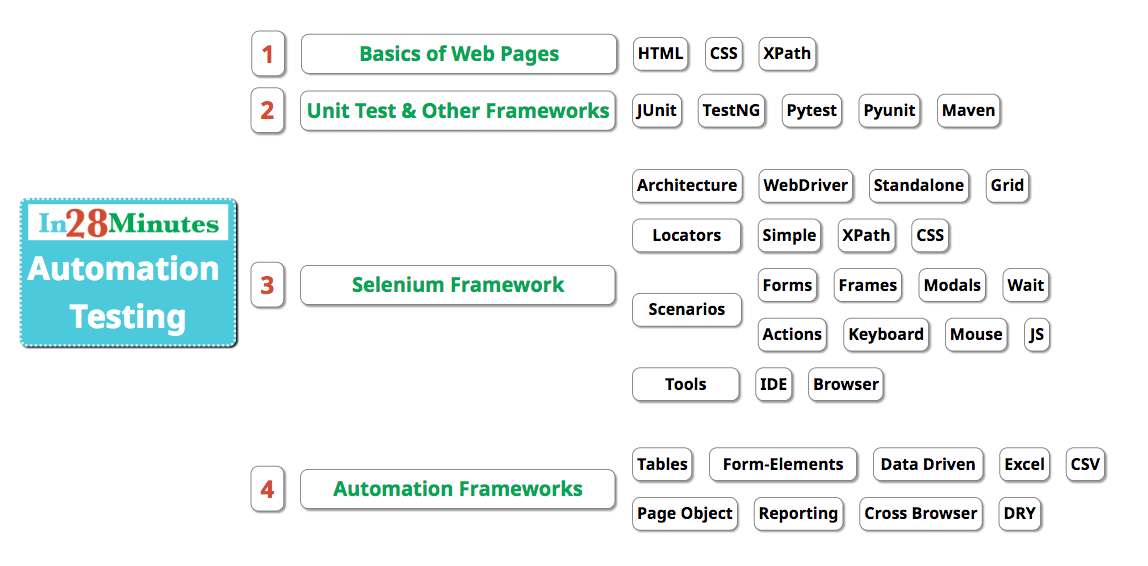 1 Basics of Web Pages HTML CSS XPath
2 Unit Test & Other Frameworks JUnit TestNG Pytest Pyunit Maven
In28Minutes
Automation
Testing
3 Selenium Framework
Architecture WebDriver Standalone Grid
Locators Simple XPath CSS
Scenarios
Forms Frames Modals Wait
Actions Keyboard Mouse JS
Tools IDE Browser
4 Automation Frameworks
Tables Form-Elements Data Driven Excel CSV
Page Object Reporting Cross Browser DRY